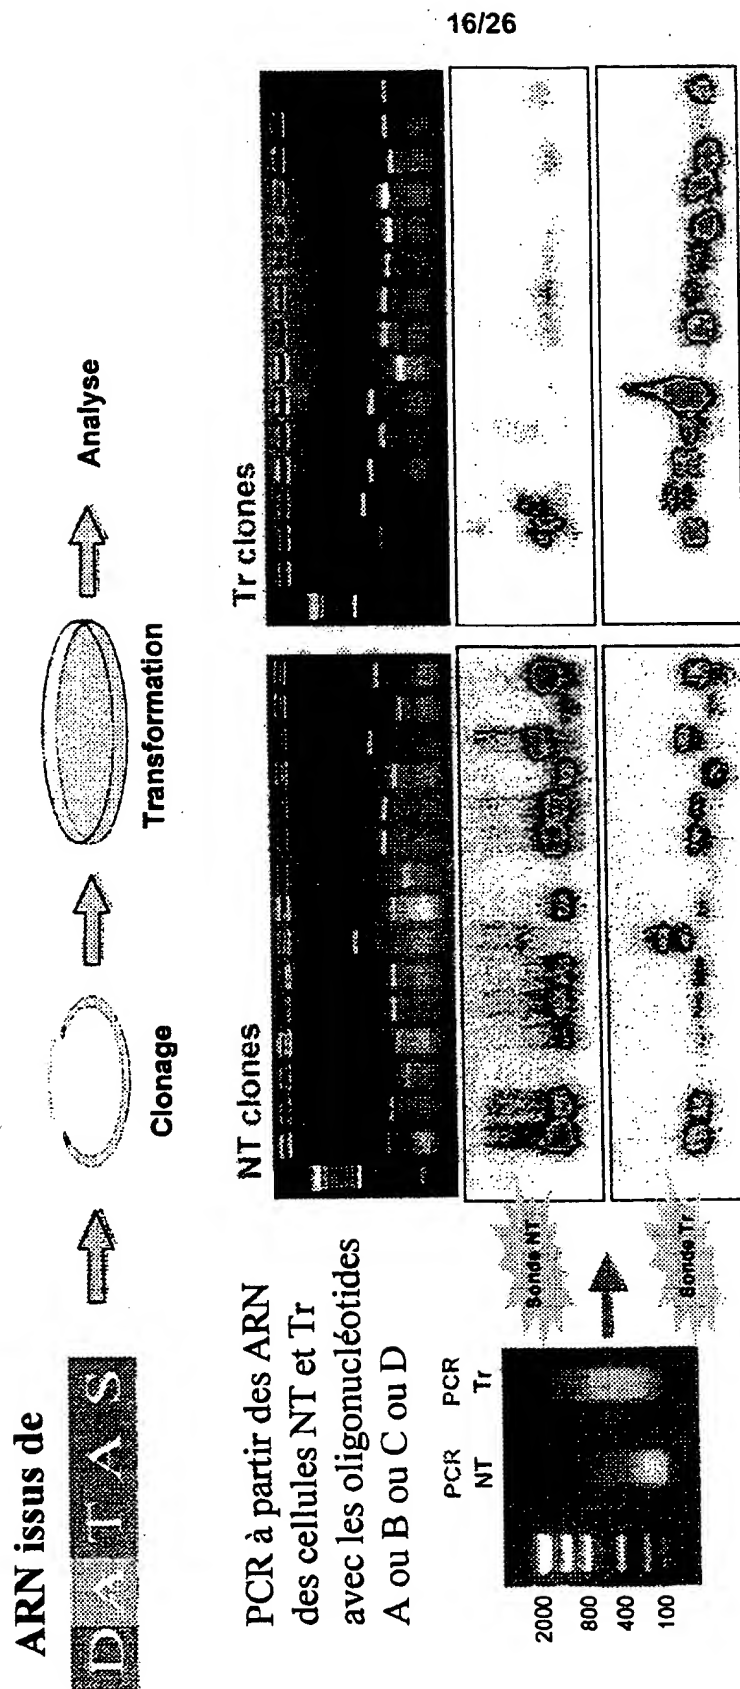 16/26
ARN issus de
DATAS
Clonage
Transformation
Analyse
PCR à partir des ARN
des cellules NT et Tr
avec les oligonucléotides
A ou B ou C ou D
NT clones
Tr clones
PCR
NT
PCR
Tr
2000
800
400
100
Sonde NT
Sonde Tr